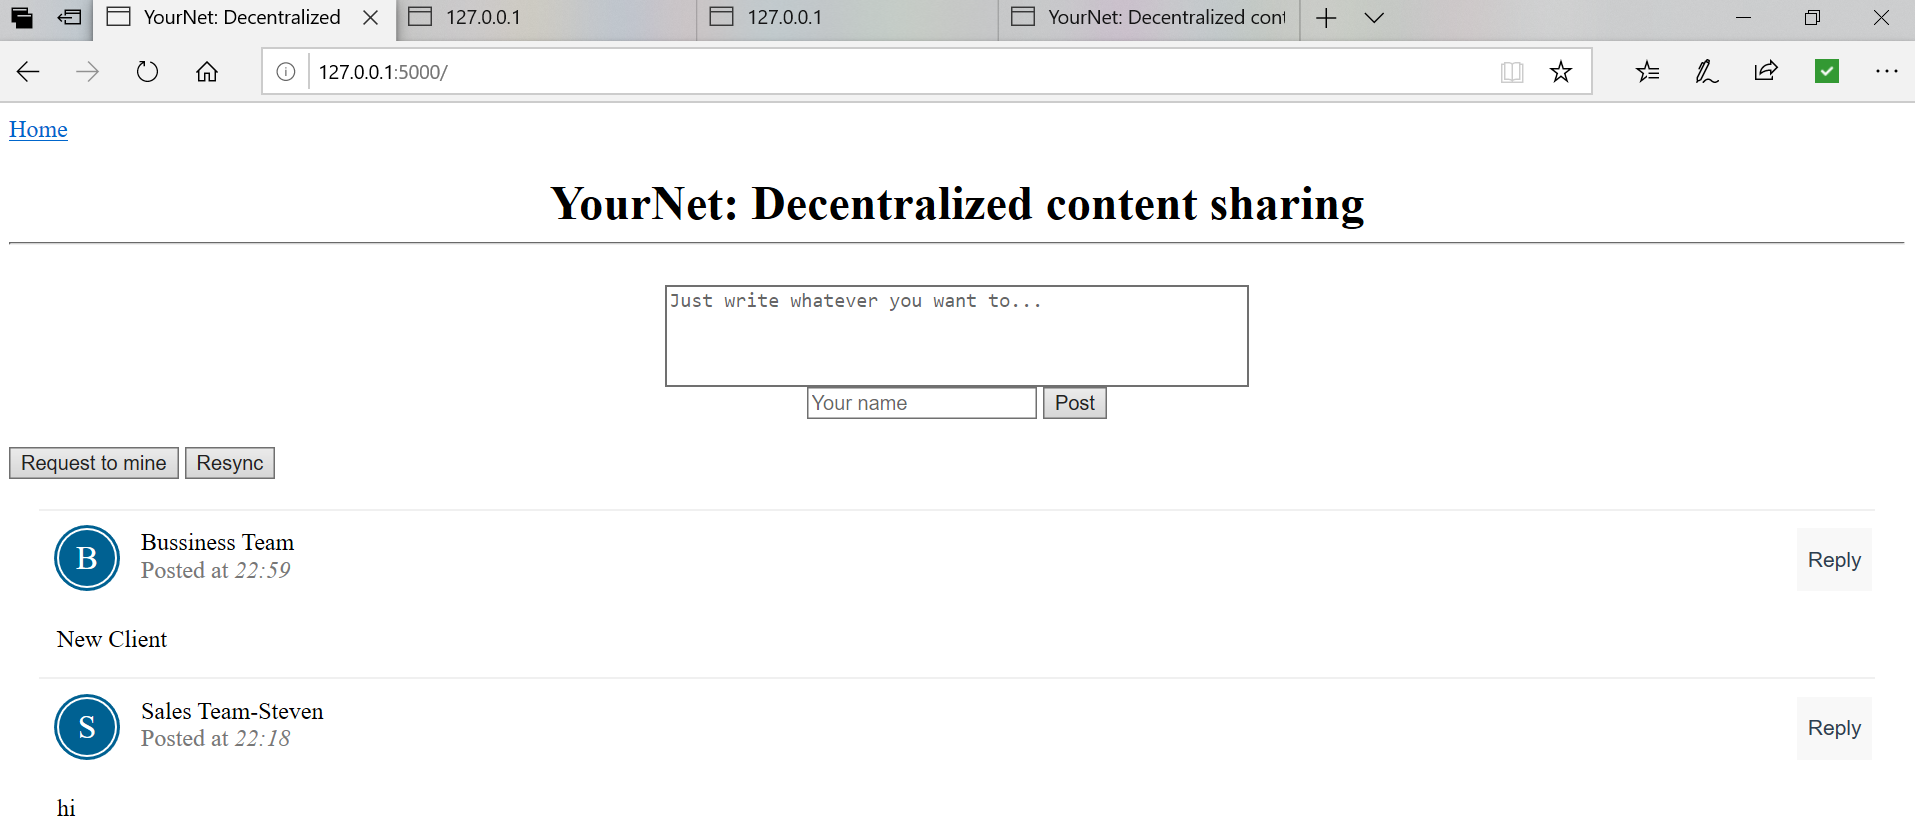 YourNet: Decentralized
127.0.0.1
127.0.0.1
YourNet: Decentralized cont
127.0.0.1:5000/
Home
YourNet: Decentralized content sharing
Just write whatever you want to...
Your name
Post
Request to mine
Resync
B
Bussiness Team
Posted at 22:59
Reply
New Client
S
Sales Team-Steven
Posted at 22:18
Reply
hi